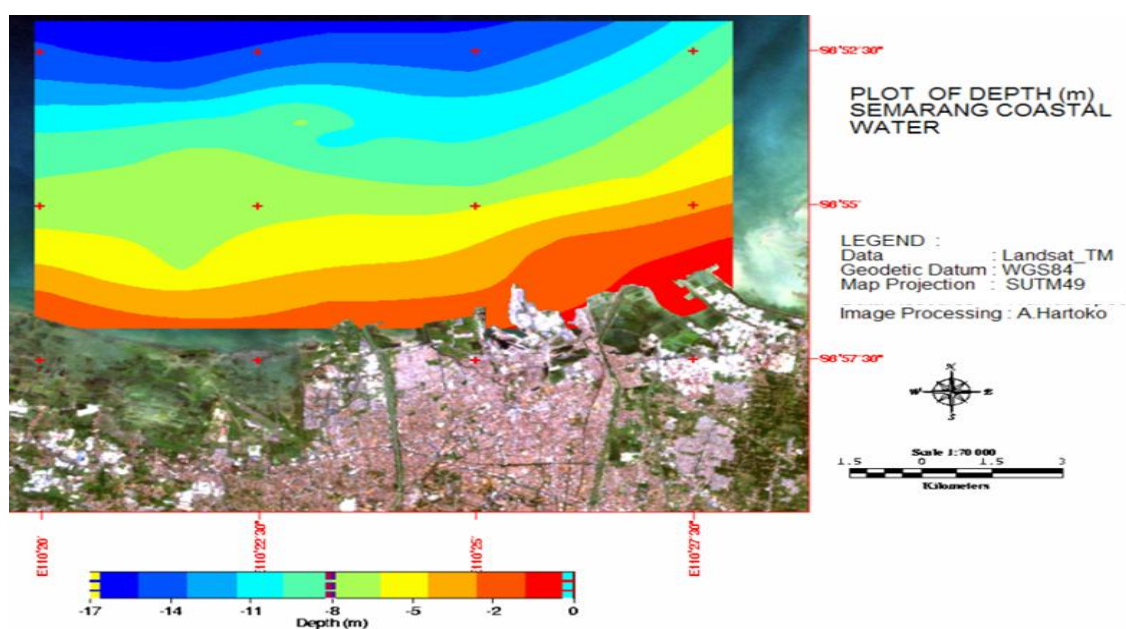 S6°52'30"
PLOT OF DEPTH (m)
SEMARANG COASTAL
WATER
S6°55'
LEGEND :
Data : Landsat_TM
Geodetic Datum : WGS84
Map Projection : SUTM49
Image Processing : A.Hartoko
S6°57'30"
N
W E
S
Scale 1:70 000
1.5 0 1.5 3
Kilometers
E110°20' E110°22'30" E110°25' E110°27'30"
-17 -14 -11 -8 -5 -2 0
Depth (m)